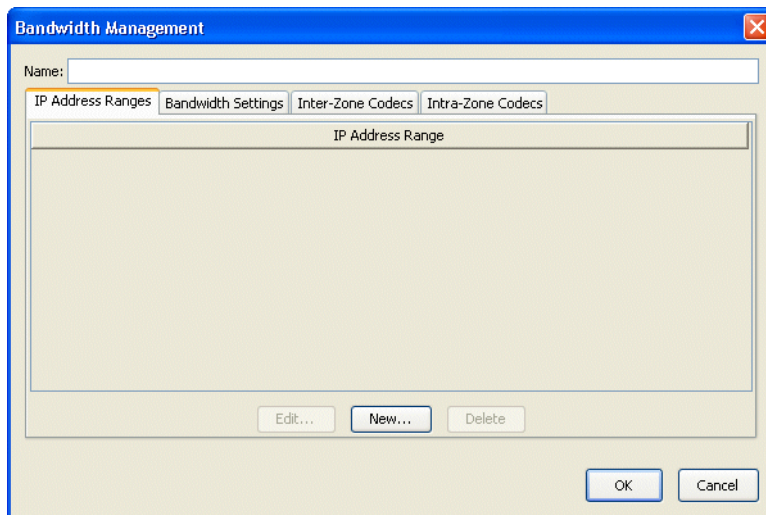 Bandwidth Management
Name:
IP Address Ranges Bandwidth Settings Inter-Zone Codecs Intra-Zone Codecs
IP Address Range
Edit... New... Delete
OK Cancel